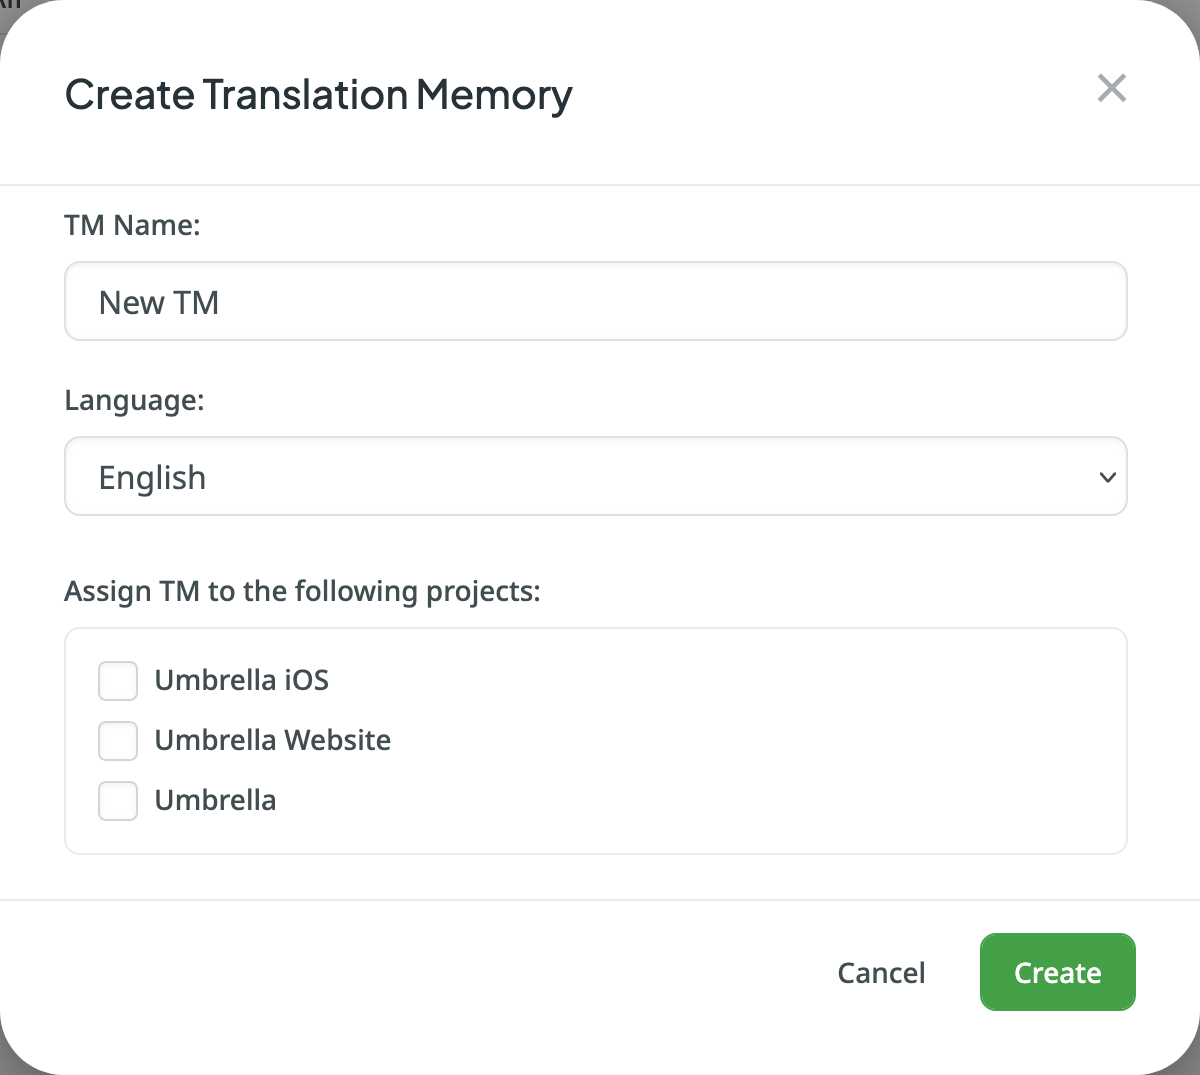 Create Translation Memory
TM Name:
New TM
Language:
English
Assign TM to the following projects:
Umbrella iOS
Umbrella Website
Umbrella
Cancel
Create